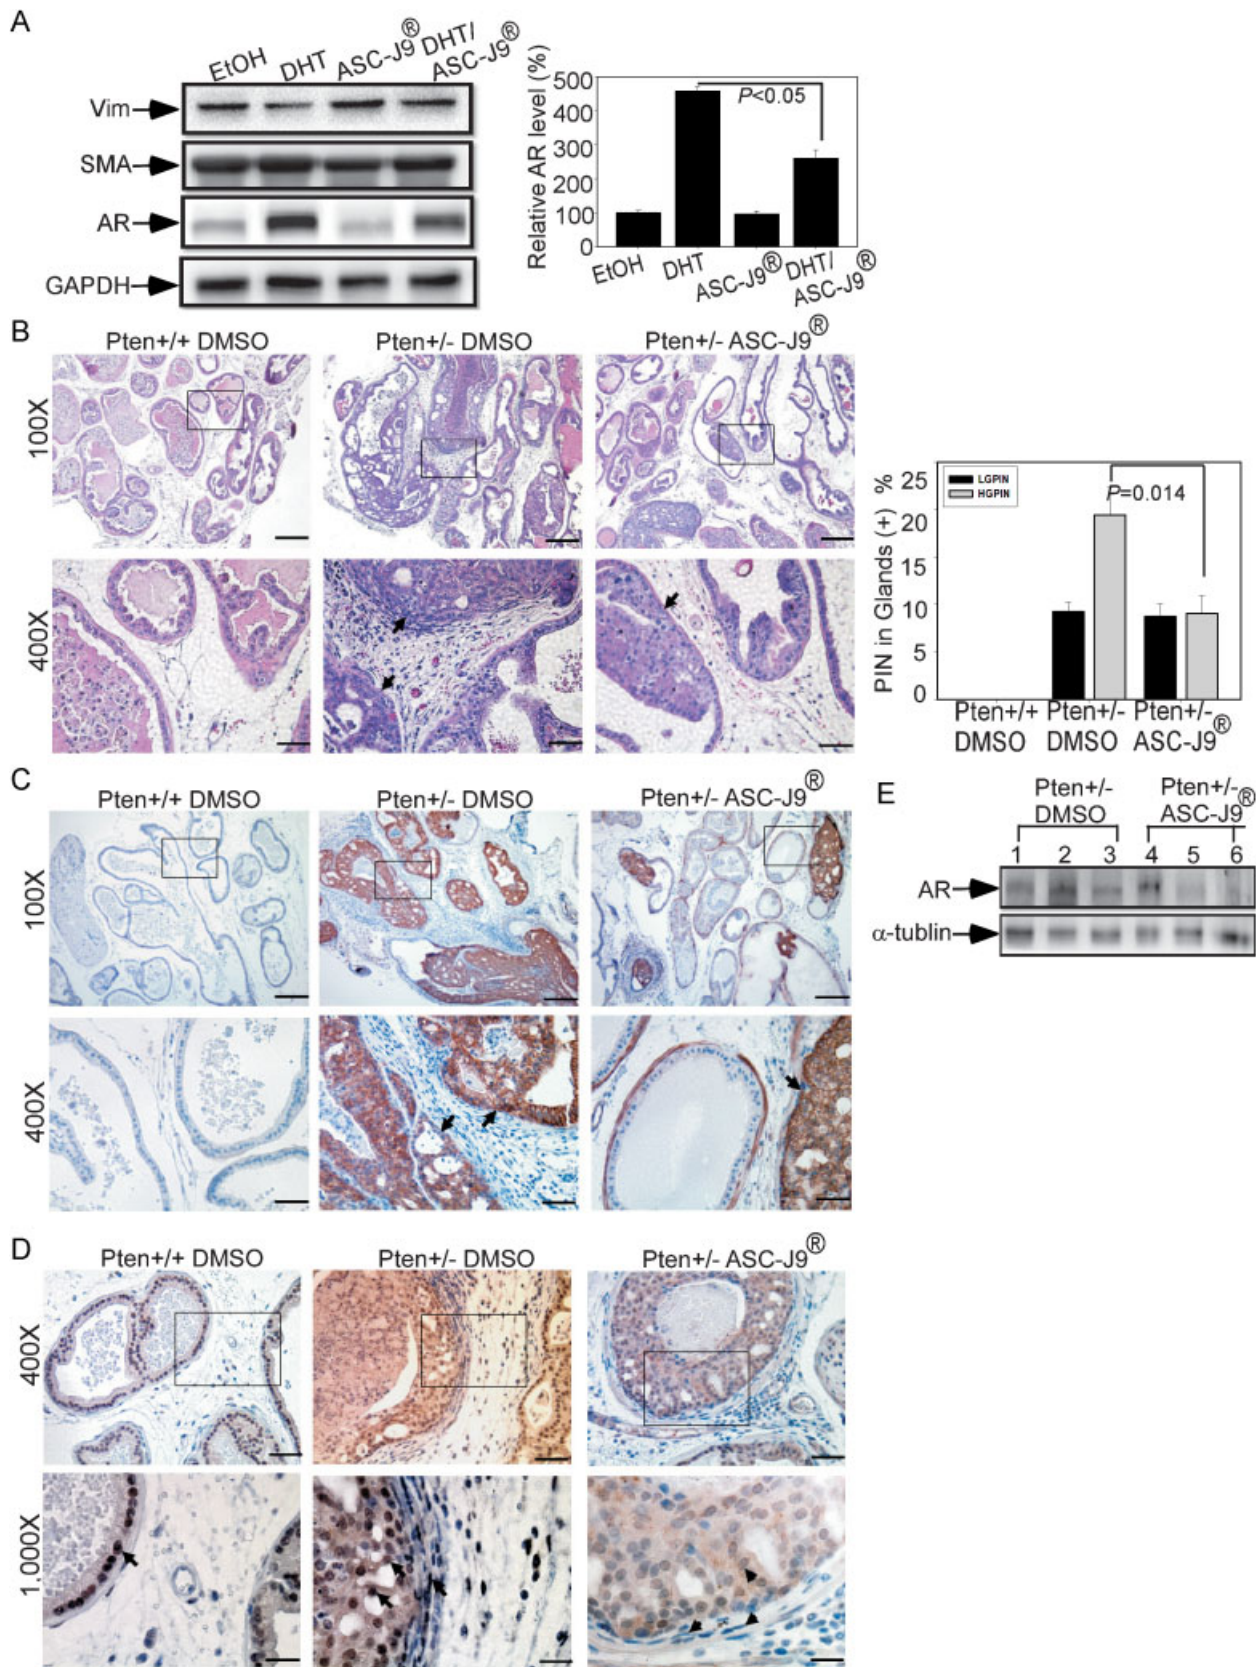 A
EtOH DHT ASC-J9® DHT/ ASC-J9®
Vim
SMA
AR
GAPDH
Relative AR level (%)
500
400
300
200
100
0
P<0.05
EtOH DHT ASC-J9® DHT/ ASC-J9®
B
Pten+/+ DMSO Pten+/- DMSO Pten+/- ASC-J9®
100X
400X
PIN in Glands (+) %
25
20
15
10
5
0
LGPIN
HGPIN
P=0.014
Pten+/+ Pten+/- Pten+/-
DMSO DMSO ASC-J9®
C
Pten+/+ DMSO Pten+/- DMSO Pten+/- ASC-J9®
100X
400X
E
Pten+/- Pten+/-
DMSO ASC-J9®
1 2 3 4 5 6
AR
α-tublin
D
Pten+/+ DMSO Pten+/- DMSO Pten+/- ASC-J9®
400X
1.000X